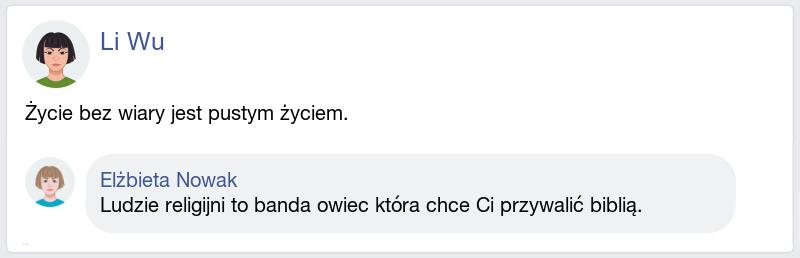 Li Wu
Życie bez wiary jest pustym życiem.
Elżbieta Nowak
Ludzie religijni to banda owiec która chce Ci przywalić biblią.